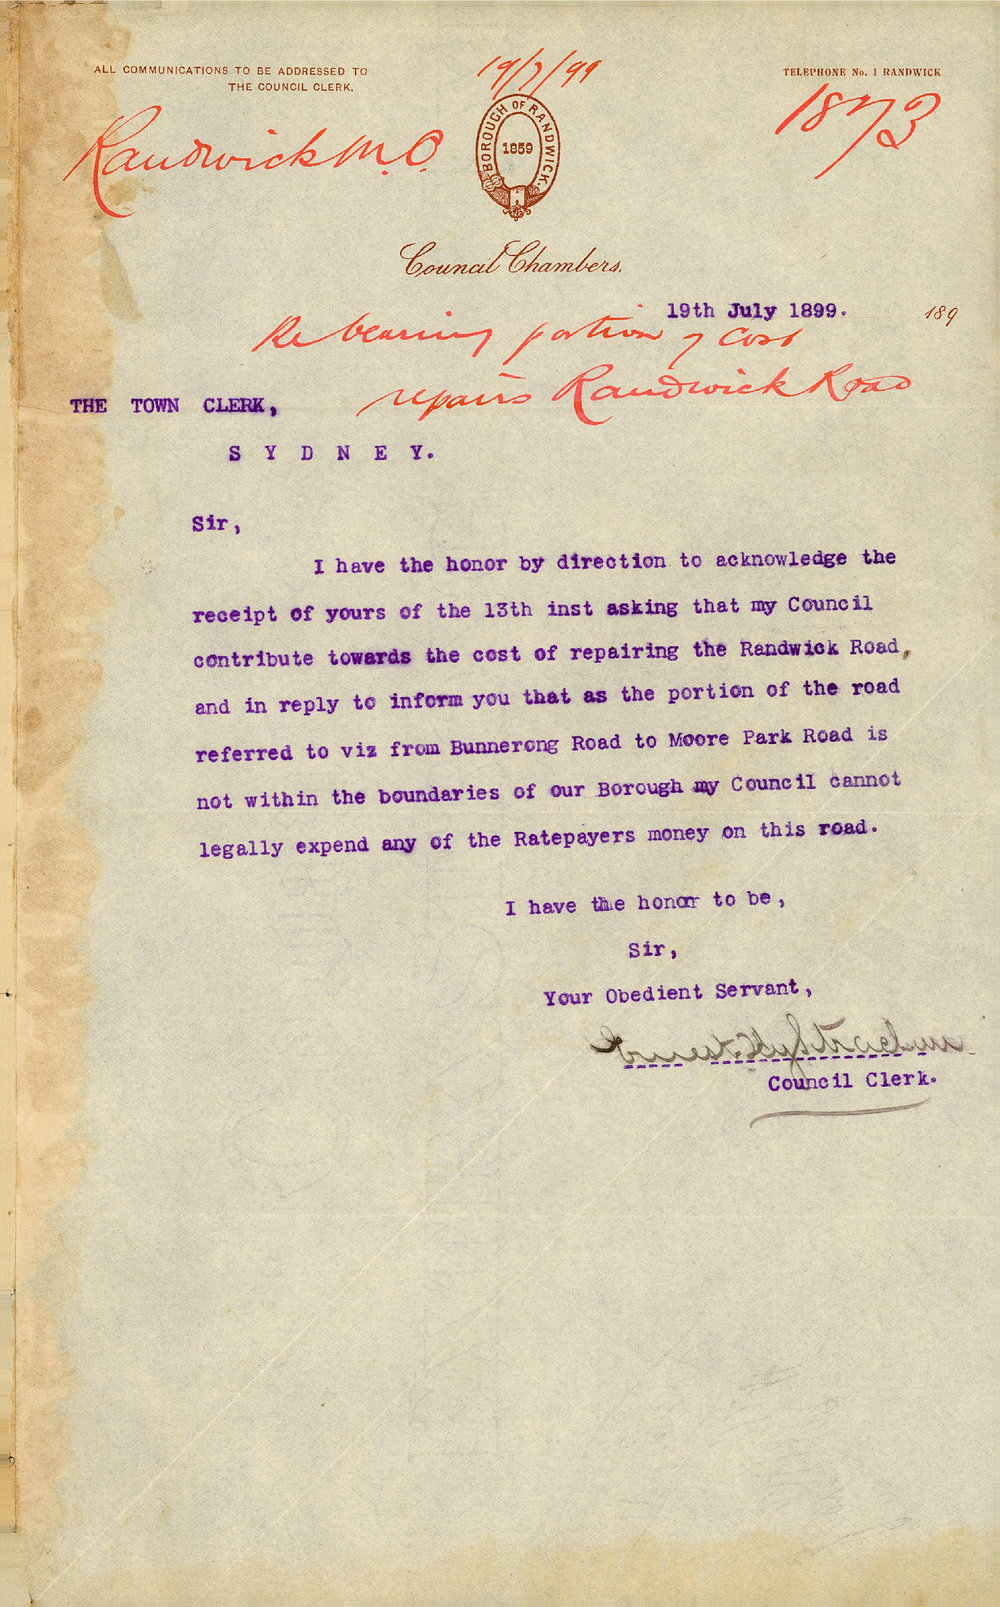 ALL COMMUNICATIONS TO BE ADDRESSED TO
THE COUNCIL CLERK.
19/7/99
TELEPHONE No. 1 RANDWICK
1873
Randwick M.C.
BOROUGH OF RANDWICK.
1859
Council Chambers.
19th July 1899.
189
Re bearing portion of cost
repairs Randwick Road
THE TOWN CLERK,
S Y D N E Y.
Sir,
I have the honor by direction to acknowledge the
receipt of yours of the 13th inst asking that my Council
contribute towards the cost of repairing the Randwick Road,
and in reply to inform you that as the portion of the road
referred to viz from Bunnerong Road to Moore Park Road is
not within the boundaries of our Borough my Council cannot
legally expend any of the Ratepayers money on this road.
I have the honor to be,
Sir,
Your Obedient Servant,
Ernest Hy Strachan
Council Clerk.